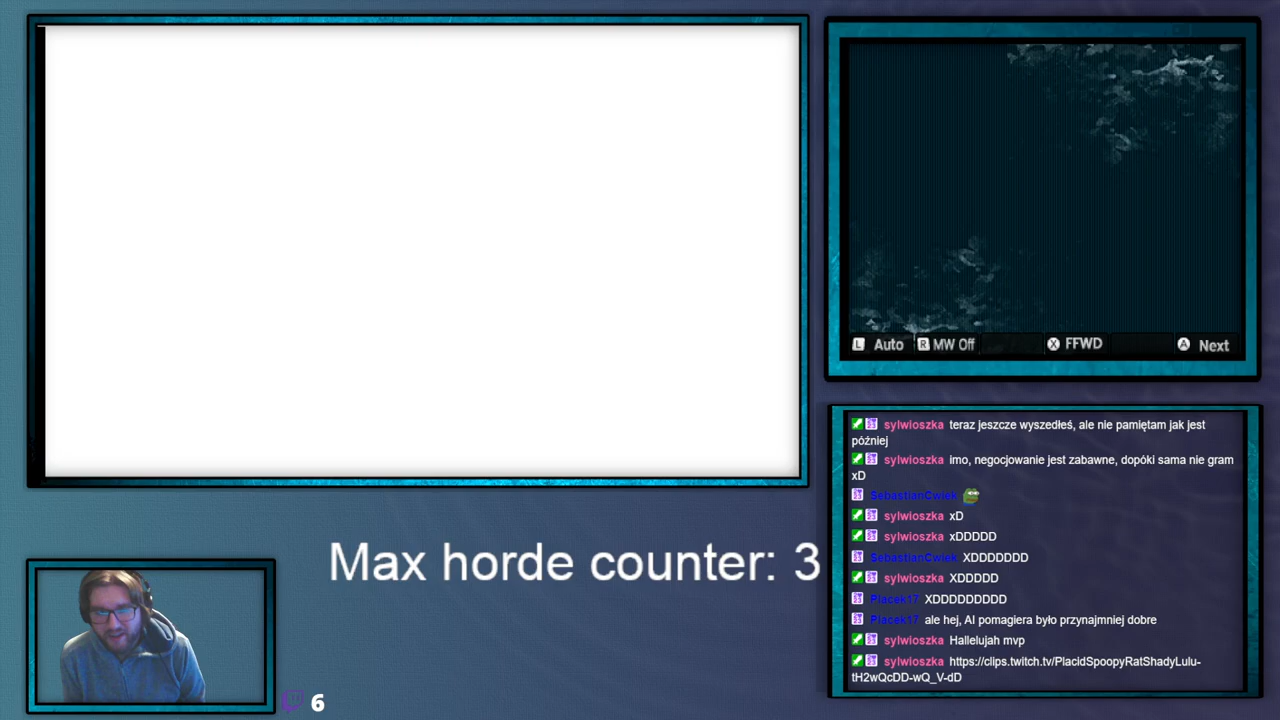 L Auto R MW Off X FFWD A Next
sylwioszka teraz jeszcze wyszedłeś, ale nie pamiętam jak jest
później
sylwioszka imo, negocjowanie jest zabawne, dopóki sama nie gram
xD
SebastianCwiek
sylwioszka xD
sylwioszka xDDDDD
SebastianCwiek XDDDDDDD
sylwioszka XDDDDD
Placek17 XDDDDDDDDD
Placek17 ale hej, AI pomagiera było przynajmniej dobre
sylwioszka Hallelujah mvp
sylwioszka https://clips.twitch.tv/PlacidSpoopyRatShadyLulu-
tH2wQcDD-wQ_V-dD
Max horde counter: 3
6